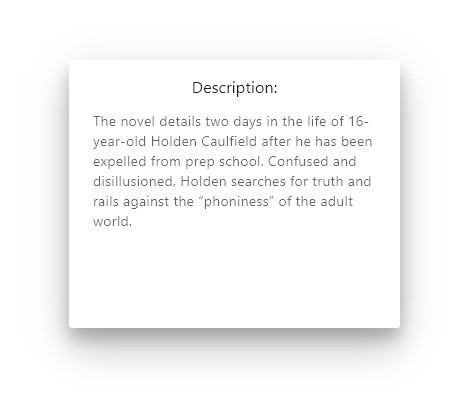 Description:
The novel details two days in the life of 16-
year-old Holden Caulfield after he has been
expelled from prep school. Confused and
disillusioned, Holden searches for truth and
rails against the “phoniness” of the adult
world.